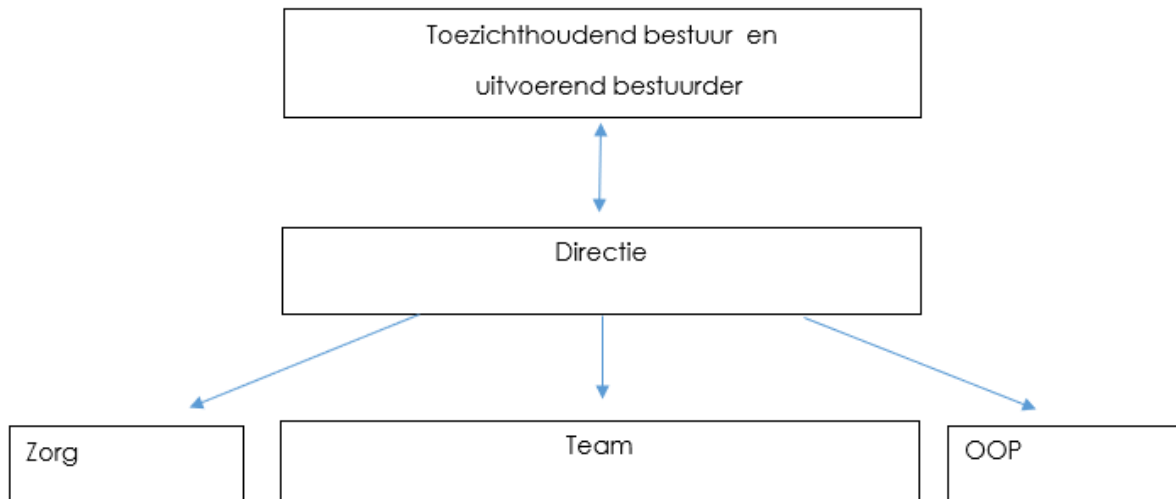 Toezichthoudend bestuur en
uitvoerend bestuurder
Directie
Zorg
Team
OOP